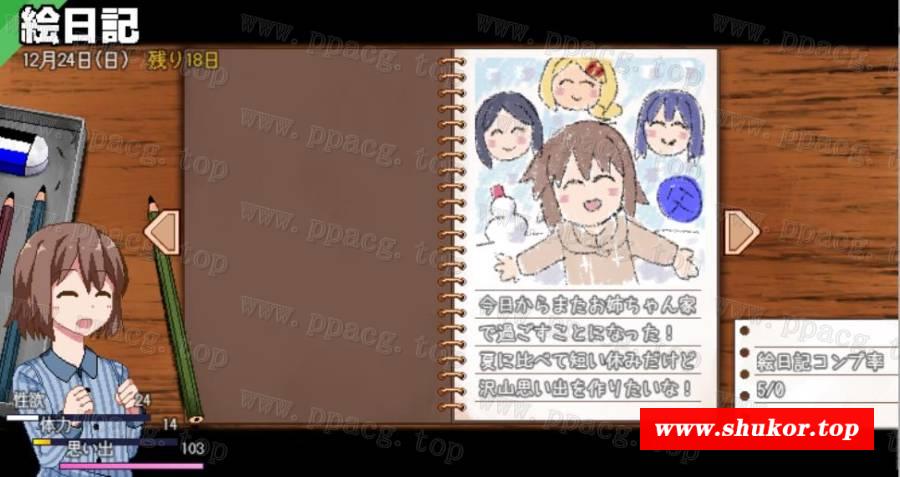 絵日記
12月24日(日) 残り18日
父
今日からまたお姉ちゃん家
で過ごすことになった！
夏に比べて短い休みだけど
沢山思い出を作りたいな！
絵日記コンプ率
5/0
性欲 24
体力 14
思い出 103
www.shukor.top
www.ppacg.top